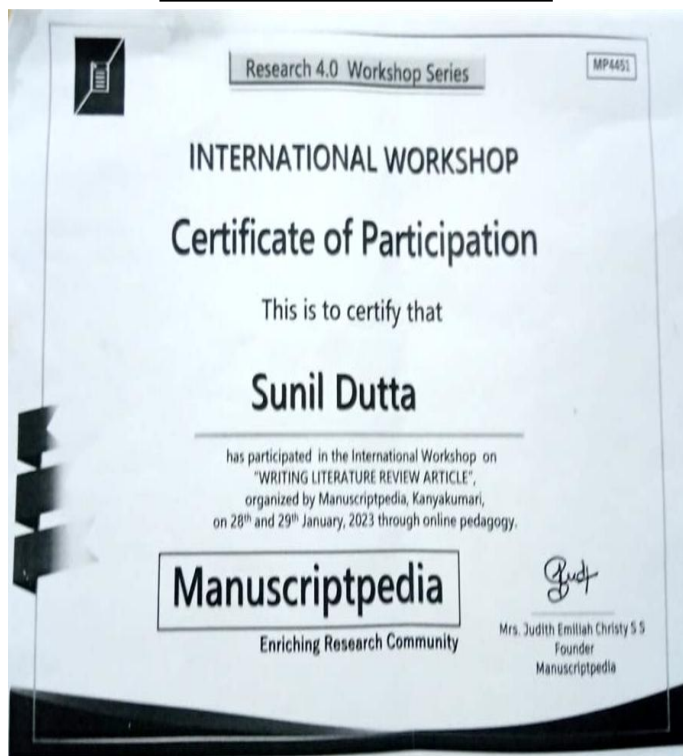 Research 4.0 Workshop Series
MP4451
INTERNATIONAL WORKSHOP
Certificate of Participation
This is to certify that
Sunil Dutta
has participated in the International Workshop on
"WRITING LITERATURE REVIEW ARTICLE",
organized by Manuscriptpedia, Kanyakumari,
on 28th and 29th January, 2023 through online pedagogy.
Manuscriptpedia
Enriching Research Community
Judt
Mrs. Judith Emiliah Christy S S
Founder
Manuscriptpedia